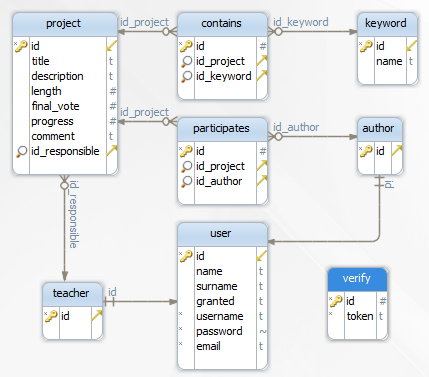 project
id
title t
description t
length #
final_vote #
progress #
comment t
id_responsible
id_project
contains
id #
id_project
id_keyword
id_keyword
keyword
id
name t
id_project
participates
id #
id_project
id_author
id_author
author
id
id
id_responsible
user
id
name t
surname t
granted t
username t
password ~
email t
teacher
id
id
verify
id #
token t